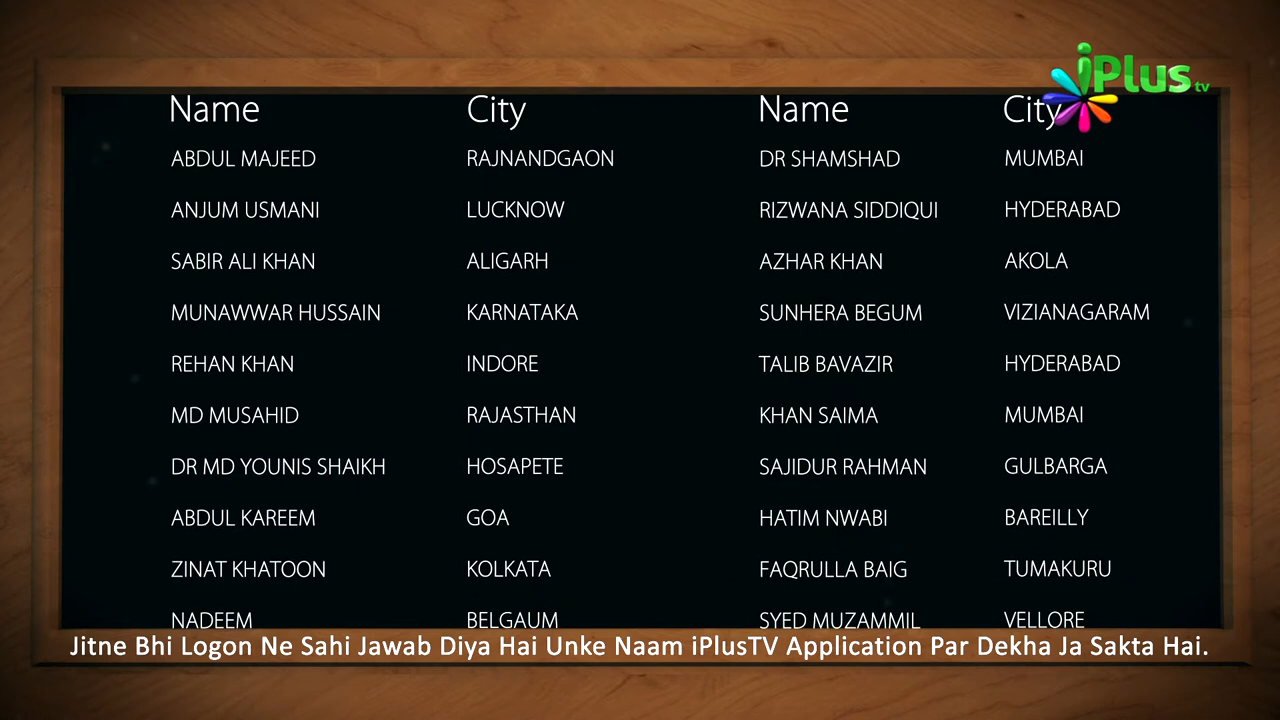 iPlus tv
Name City Name City
ABDUL MAJEED RAJNANDGAON DR SHAMSHAD MUMBAI
ANJUM USMANI LUCKNOW RIZWANA SIDDIQUI HYDERABAD
SABIR ALI KHAN ALIGARH AZHAR KHAN AKOLA
MUNAWWAR HUSSAIN KARNATAKA SUNHERA BEGUM VIZIANAGARAM
REHAN KHAN INDORE TALIB BAVAZIR HYDERABAD
MD MUSAHID RAJASTHAN KHAN SAIMA MUMBAI
DR MD YOUNIS SHAIKH HOSAPETE SAJIDUR RAHMAN GULBARGA
ABDUL KAREEM GOA HATIM NWABI BAREILLY
ZINAT KHATOON KOLKATA FAQRULLA BAIG TUMAKURU
NADEEM BELGAUM SYED MUZAMMIL VELLORE
Jitne Bhi Logon Ne Sahi Jawab Diya Hai Unke Naam iPlusTV Application Par Dekha Ja Sakta Hai.